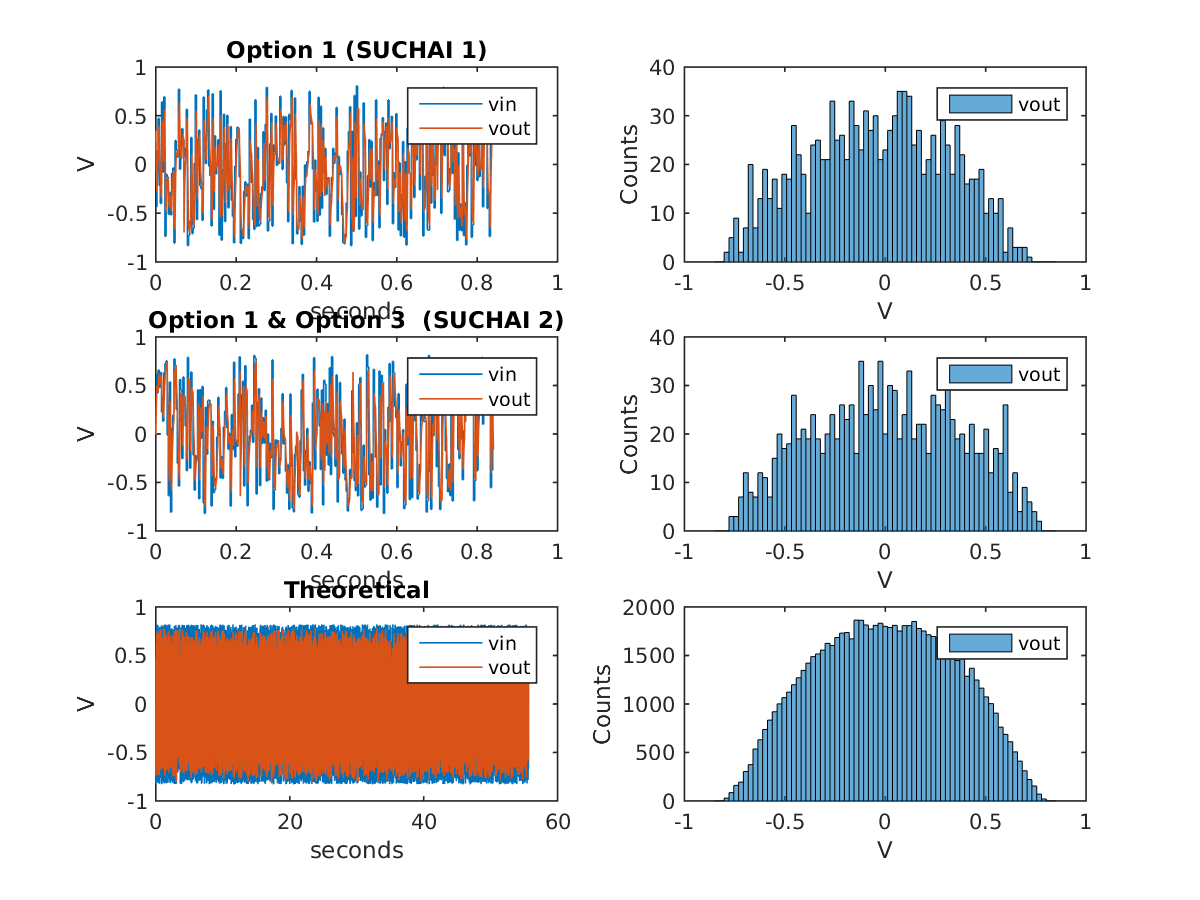 Option 1 (SUCHAI 1)
1
0.5
0
-0.5
-1
V
vin
vout
0 0.2 0.4 0.6 0.8 1
seconds
40
30
20
10
0
Counts
vout
-1 -0.5 0 0.5 1
V
Option 1 & Option 3 (SUCHAI 2)
1
0.5
0
-0.5
-1
V
vin
vout
0 0.2 0.4 0.6 0.8 1
seconds
40
30
20
10
0
Counts
vout
-1 -0.5 0 0.5 1
V
Theoretical
1
0.5
0
-0.5
-1
V
vin
vout
0 20 40 60
seconds
2000
1500
1000
500
0
Counts
vout
-1 -0.5 0 0.5 1
V